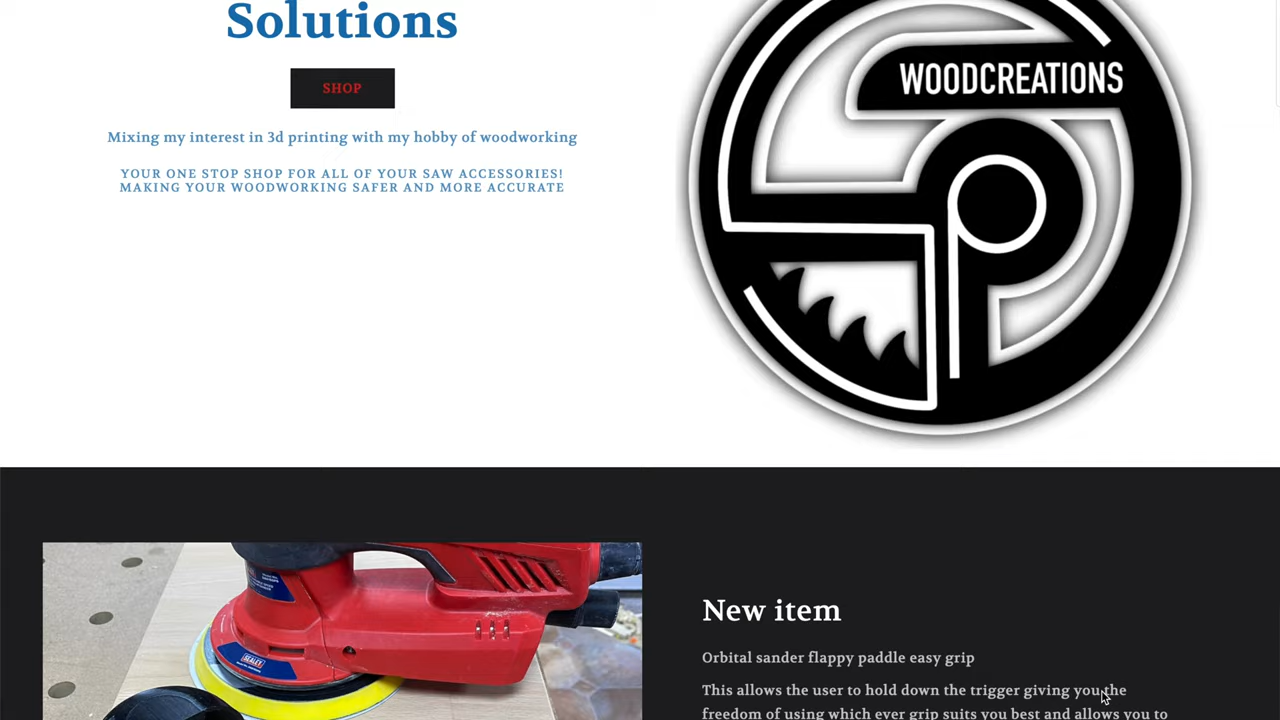 Solutions
SHOP
Mixing my interest in 3d printing with my hobby of woodworking
YOUR ONE STOP SHOP FOR ALL OF YOUR SAW ACCESSORIES!
MAKING YOUR WOODWORKING SAFER AND MORE ACCURATE
WOODCREATIONS
SEALEY
New item
Orbital sander flappy paddle easy grip
This allows the user to hold down the trigger giving you the
freedom of using which ever grip suits you best and allows you to